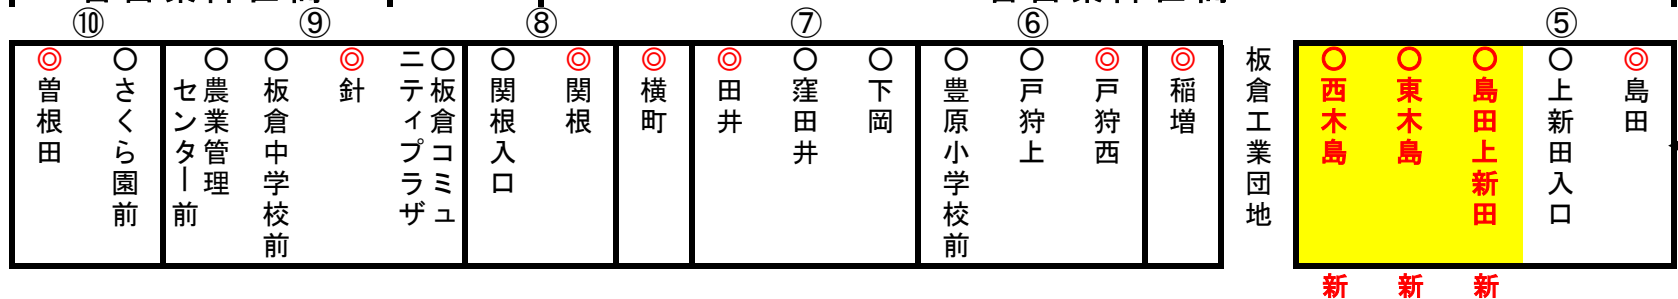 ⑩ ⑨ ⑧ ⑦ ⑥ ⑤
◎曽根田
○さくら園前
○農業管理
センター前
○板倉中学校前
◎針
○板倉コミュ
ニティプラザ
○関根入口
◎関根
◎横町
◎田井
○窪田井
○下岡
○豊原小学校前
○戸狩上
◎戸狩西
◎稲増
板倉工業団地
○西木島
○東木島
○島田上新田
○上新田入口
◎島田
新 新 新